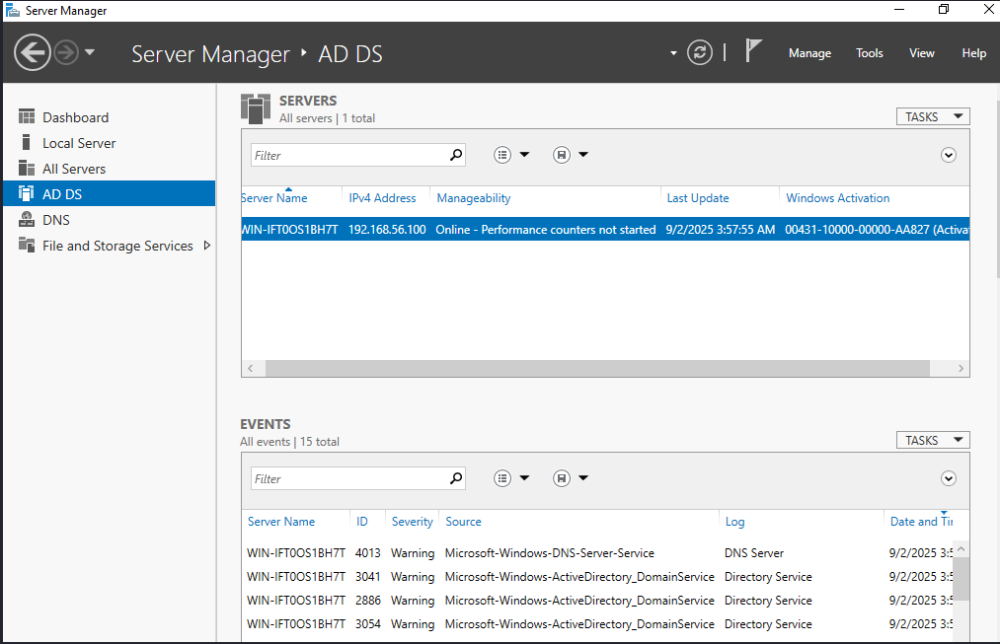 Server Manager
Server Manager ‣ AD DS
Manage Tools View Help
Dashboard
Local Server
All Servers
AD DS
DNS
File and Storage Services
SERVERS
All servers | 1 total
TASKS
Filter
Server Name IPv4 Address Manageability Last Update Windows Activation
WIN-IFT0OS1BH7T 192.168.56.100 Online - Performance counters not started 9/2/2025 3:57:55 AM 00431-10000-00000-AA827 (Activa
EVENTS
All events | 15 total
TASKS
Filter
Server Name ID Severity Source Log Date and Tir
WIN-IFT0OS1BH7T 4013 Warning Microsoft-Windows-DNS-Server-Service DNS Server 9/2/2025 3:5
WIN-IFT0OS1BH7T 3041 Warning Microsoft-Windows-ActiveDirectory_DomainService Directory Service 9/2/2025 3:5
WIN-IFT0OS1BH7T 2886 Warning Microsoft-Windows-ActiveDirectory_DomainService Directory Service 9/2/2025 3:5
WIN-IFT0OS1BH7T 3054 Warning Microsoft-Windows-ActiveDirectory_DomainService Directory Service 9/2/2025 3:5